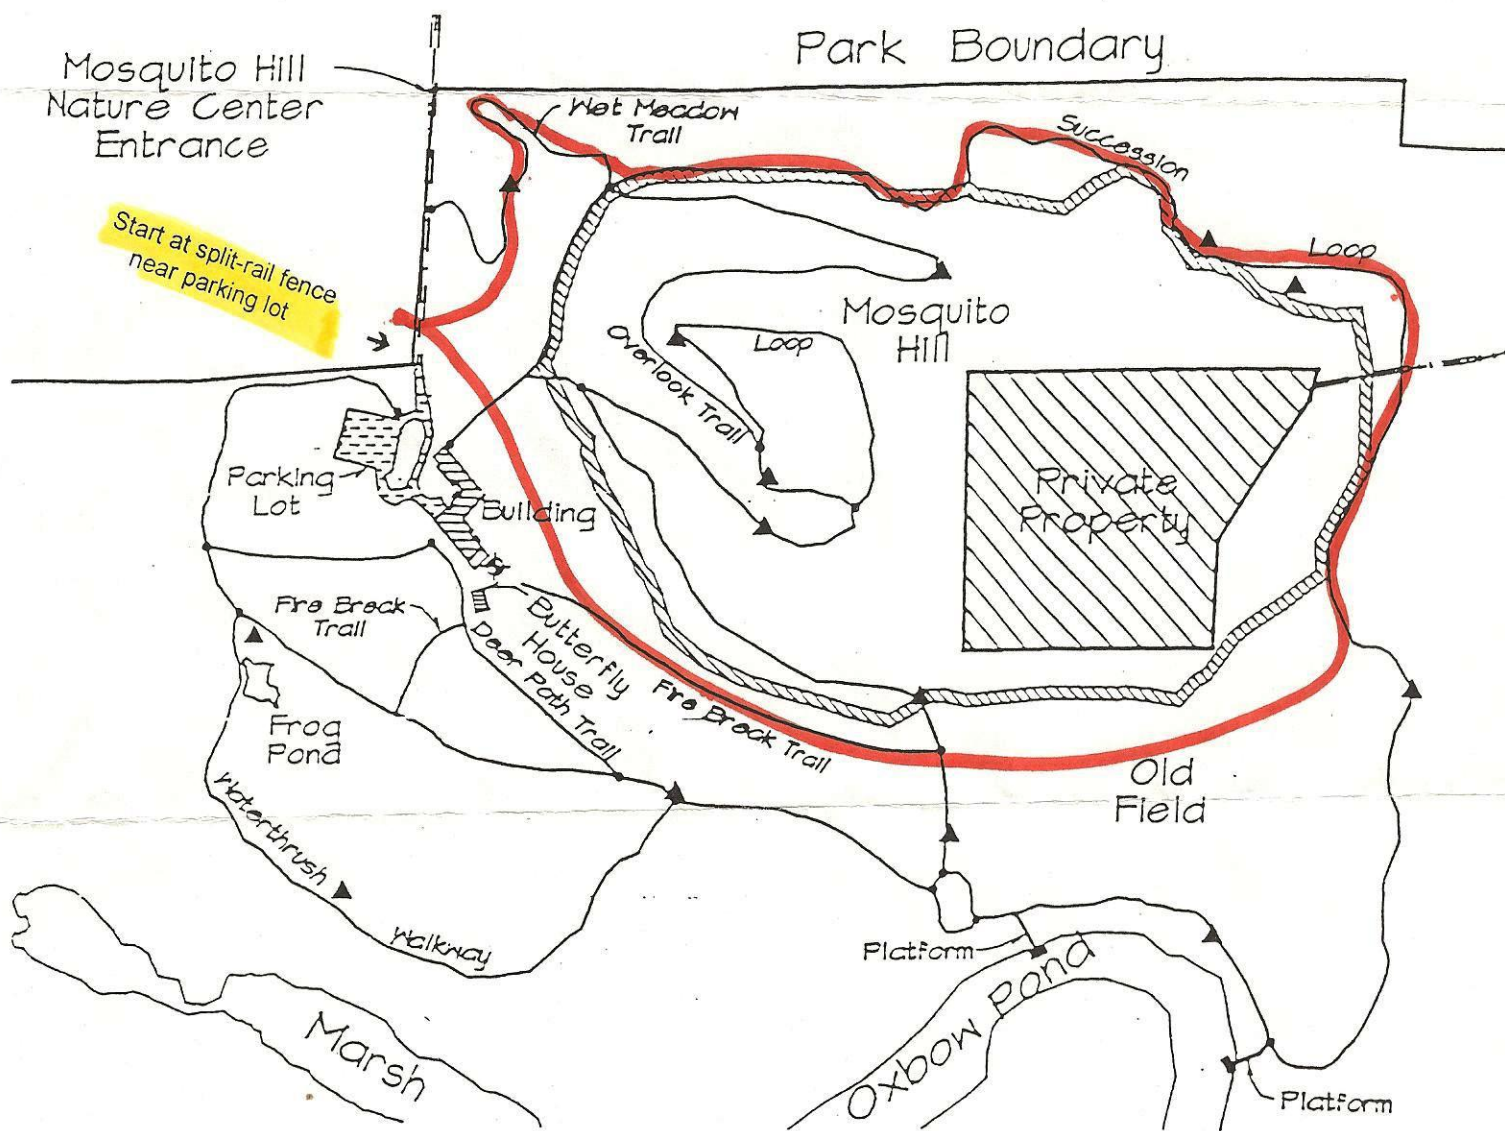 Park Boundary
Mosquito Hill
Nature Center
Entrance
Wet Meadow
Trail
Succession
Loop
Start at split-rail fence
near parking lot
Mosquito
Hill
Loop
Overlook Trail
Parking
Lot
Building
Private
Property
Fire Break
Trail
Butterfly
House
Deer Path Trail
Fire Break Trail
Frog
Pond
Old
Field
Waterthrush
Walkway
Platform
Oxbow Pond
Marsh
Platform